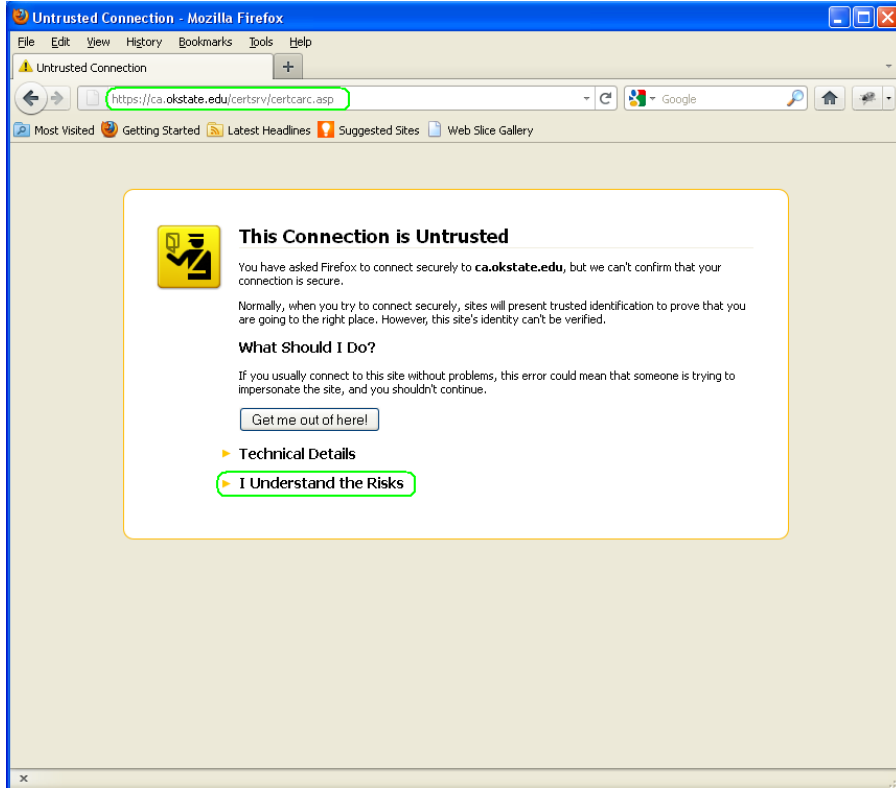 Untrusted Connection - Mozilla Firefox
File Edit View History Bookmarks Tools Help
Untrusted Connection
https://ca.okstate.edu/certsrv/certcarc.asp
Google
Most Visited Getting Started Latest Headlines Suggested Sites Web Slice Gallery
This Connection is Untrusted
You have asked Firefox to connect securely to ca.okstate.edu, but we can't confirm that your
connection is secure.
Normally, when you try to connect securely, sites will present trusted identification to prove that you
are going to the right place. However, this site's identity can't be verified.
What Should I Do?
If you usually connect to this site without problems, this error could mean that someone is trying to
impersonate the site, and you shouldn't continue.
Get me out of here!
Technical Details
I Understand the Risks